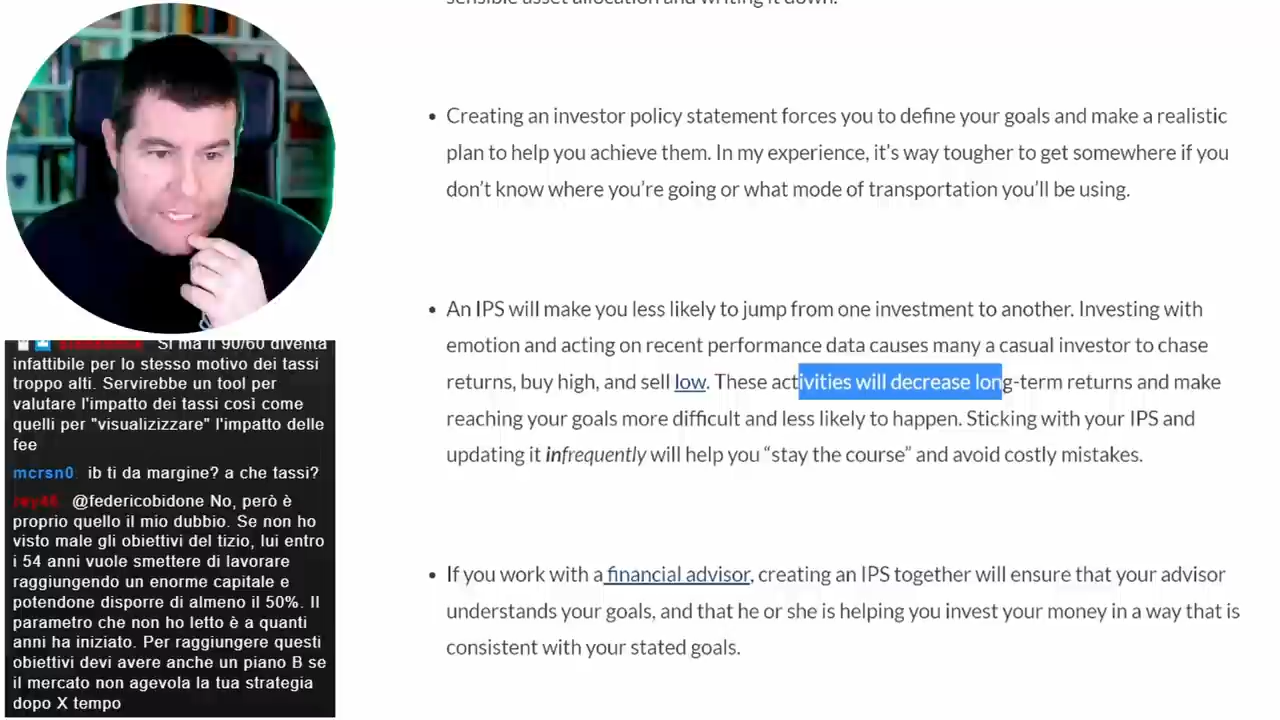 sensible asset allocation and writing it down.
Creating an investor policy statement forces you to define your goals and make a realistic
plan to help you achieve them. In my experience, it's way tougher to get somewhere if you
don't know where you're going or what mode of transportation you'll be using.
An IPS will make you less likely to jump from one investment to another. Investing with
emotion and acting on recent performance data causes many a casual investor to chase
returns, buy high, and sell low. These activities will decrease long-term returns and make
reaching your goals more difficult and less likely to happen. Sticking with your IPS and
updating it infrequently will help you “stay the course” and avoid costly mistakes.
If you work with a financial advisor, creating an IPS together will ensure that your advisor
understands your goals, and that he or she is helping you invest your money in a way that is
consistent with your stated goals.
Si ma il 90/60 diventa
infattibile per lo stesso motivo dei tassi
troppo alti. Servirebbe un tool per
valutare l'impatto dei tassi così come
quelli per "visualizzare" l'impatto delle
fee
mcrsn0: ib ti da margine? a che tassi?
@federicobidone No, però è
proprio quello il mio dubbio. Se non ho
visto male gli obiettivi del tizio, lui entro
i 54 anni vuole smettere di lavorare
raggiungendo un enorme capitale e
potendone disporre di almeno il 50%. Il
parametro che non ho letto è a quanti
anni ha iniziato. Per raggiungere questi
obiettivi devi avere anche un piano B se
il mercato non agevola la tua strategia
dopo X tempo